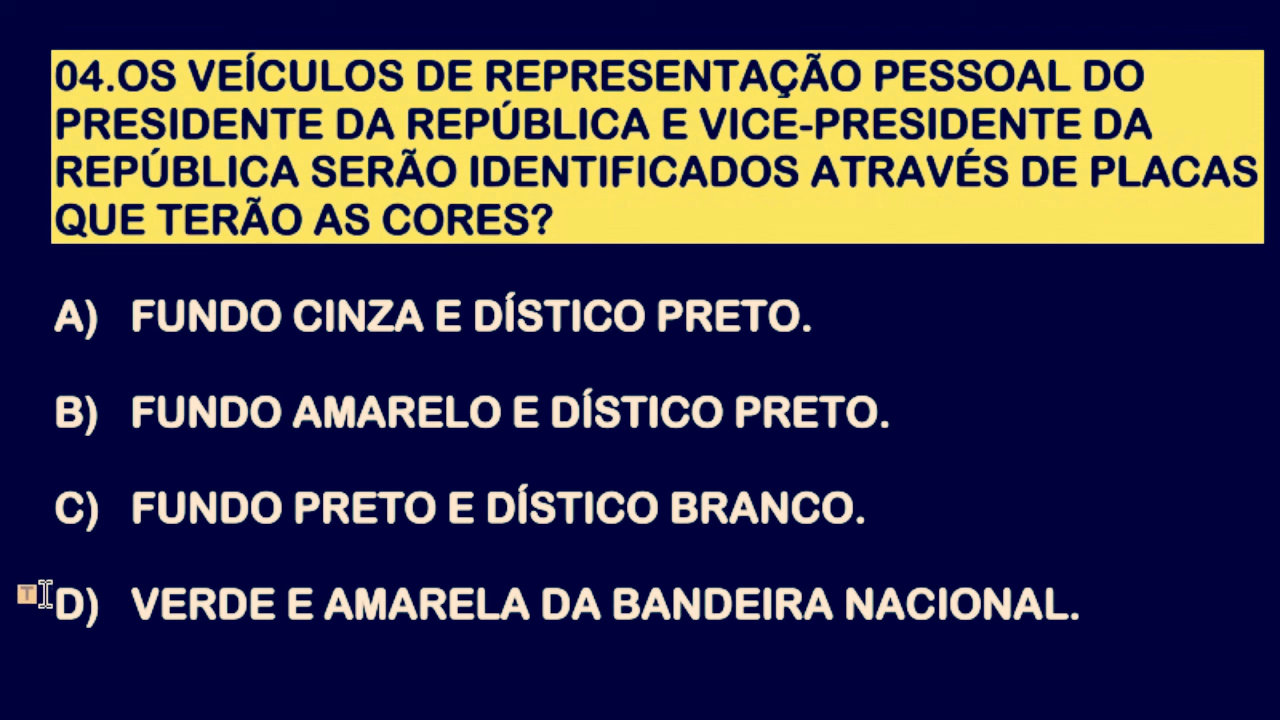 04.OS VEÍCULOS DE REPRESENTAÇÃO PESSOAL DO
PRESIDENTE DA REPÚBLICA E VICE-PRESIDENTE DA
REPÚBLICA SERÃO IDENTIFICADOS ATRAVÉS DE PLACAS
QUE TERÃO AS CORES?
A) FUNDO CINZA E DÍSTICO PRETO.
B) FUNDO AMARELO E DÍSTICO PRETO.
C) FUNDO PRETO E DÍSTICO BRANCO.
D) VERDE E AMARELA DA BANDEIRA NACIONAL.